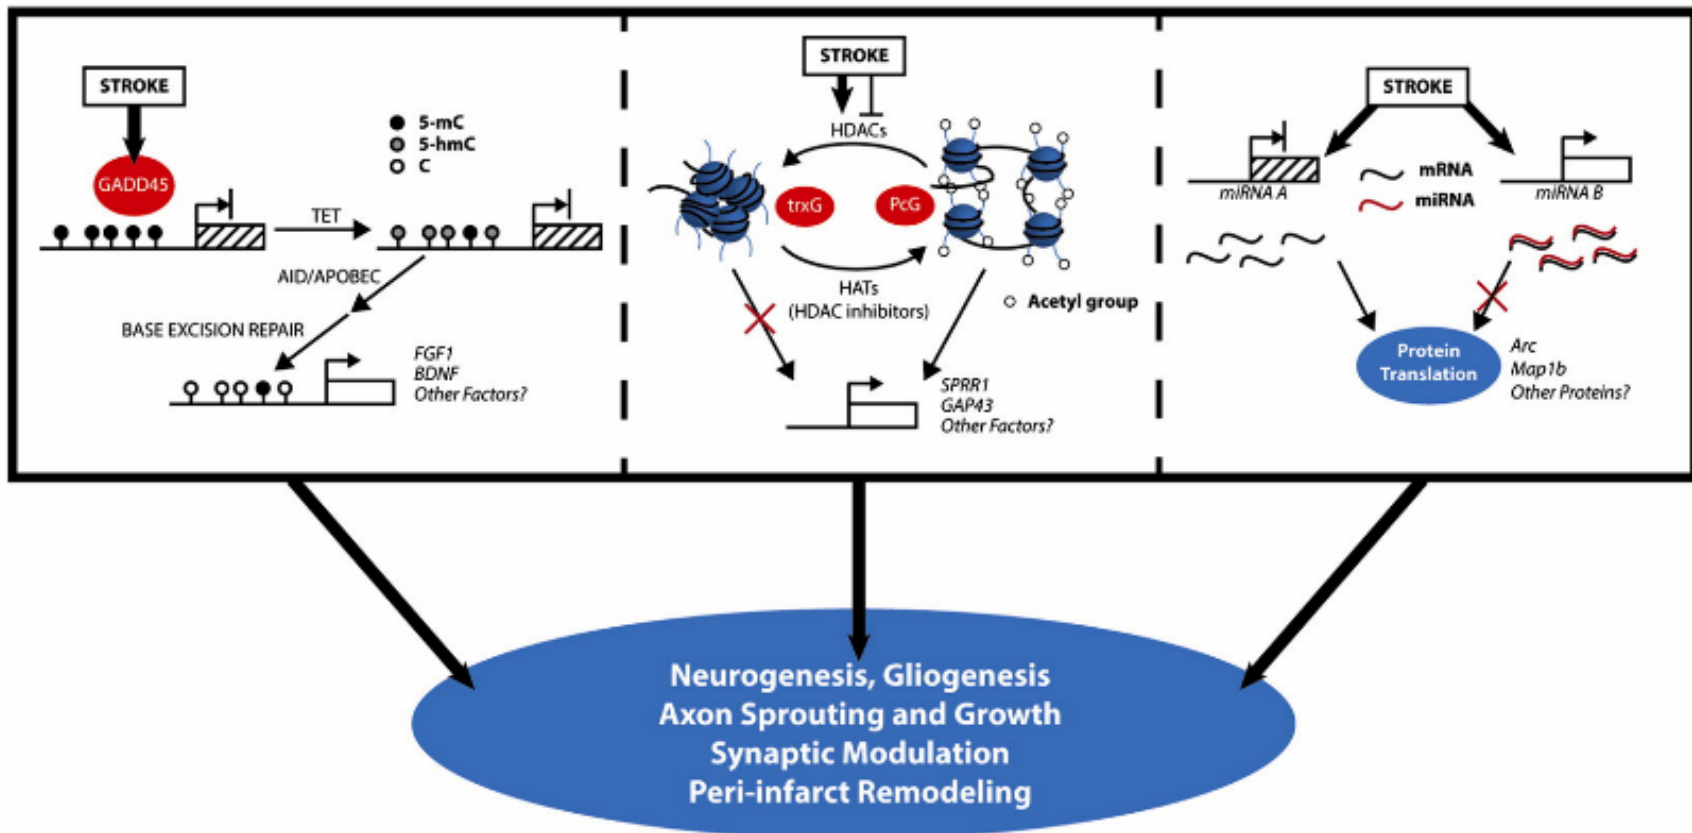 STROKE
GADD45
5-mC
5-hmC
C
TET
AID/APOBEC
BASE EXCISION REPAIR
FGF1
BDNF
Other Factors?
STROKE
HDACs
trxG
PcG
HATs
(HDAC inhibitors)
Acetyl group
SPRR1
GAP43
Other Factors?
STROKE
miRNA A
mRNA
miRNA
miRNA B
Protein
Translation
Arc
Map1b
Other Proteins?
Neurogenesis, Gliogenesis
Axon Sprouting and Growth
Synaptic Modulation
Peri-infarct Remodeling